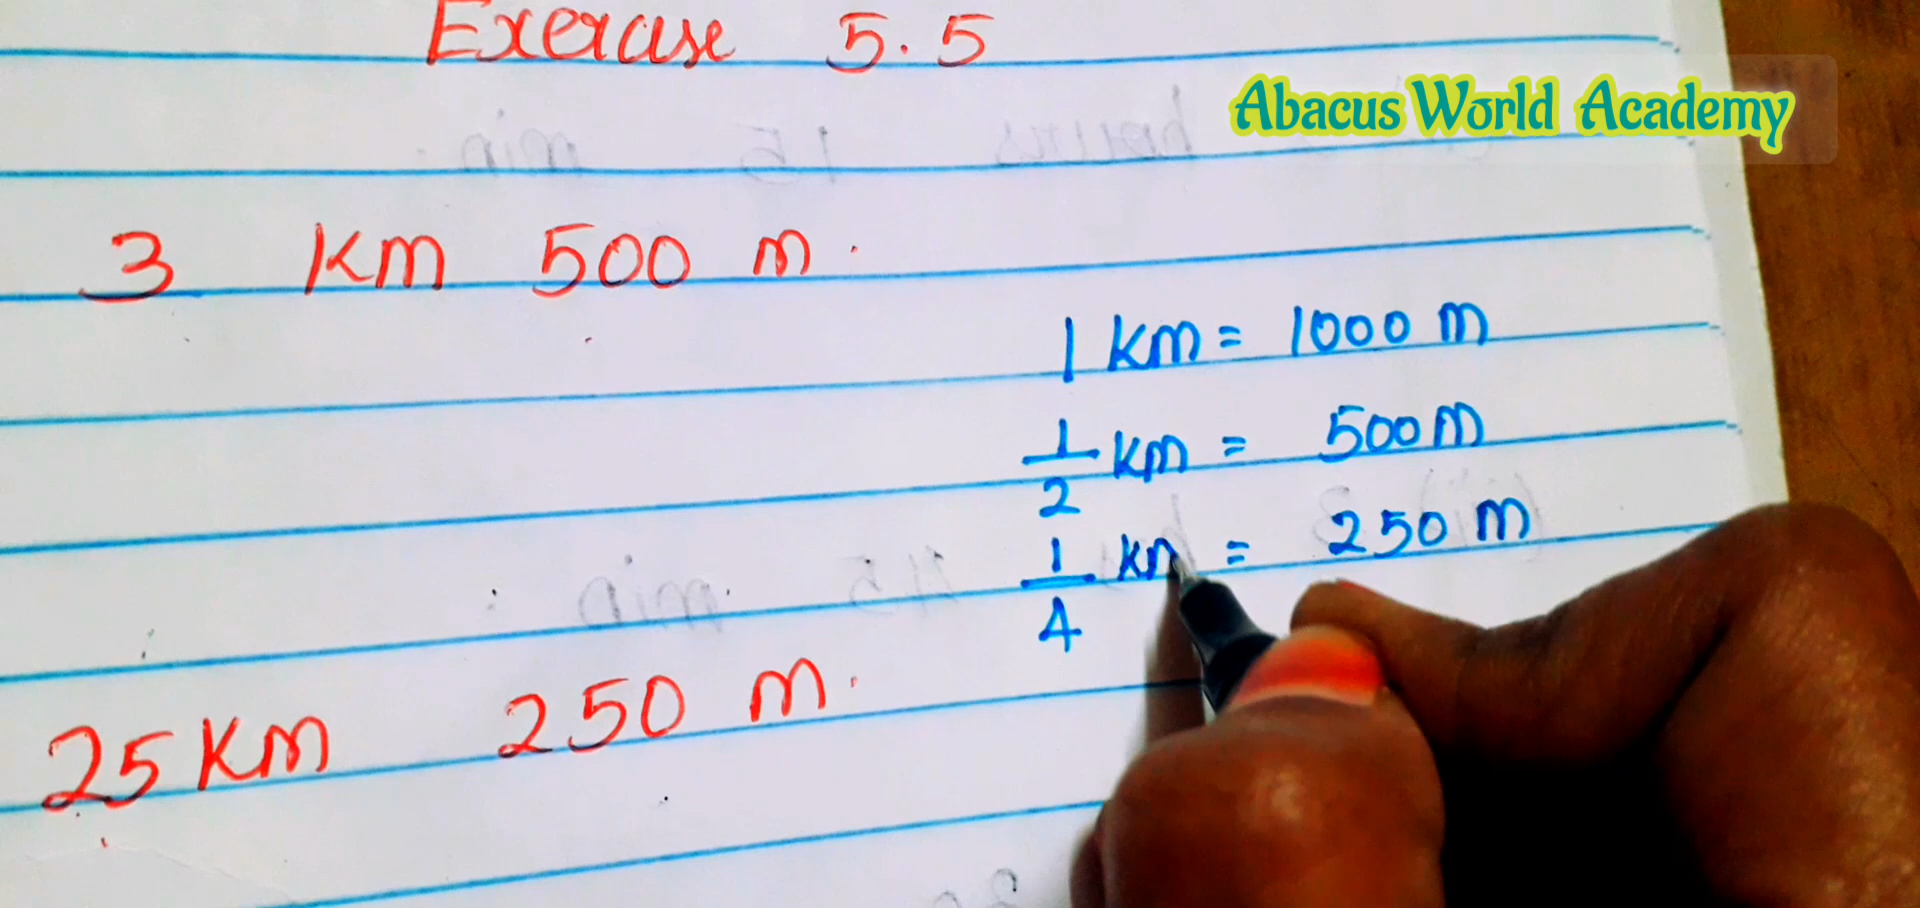 Exercise 5.5
Abacus World Academy
3 Km 500 m.
1 Km = 1000 m
1/2 Km = 500 m
1/4 Km = 250 m
25 Km 250 m.